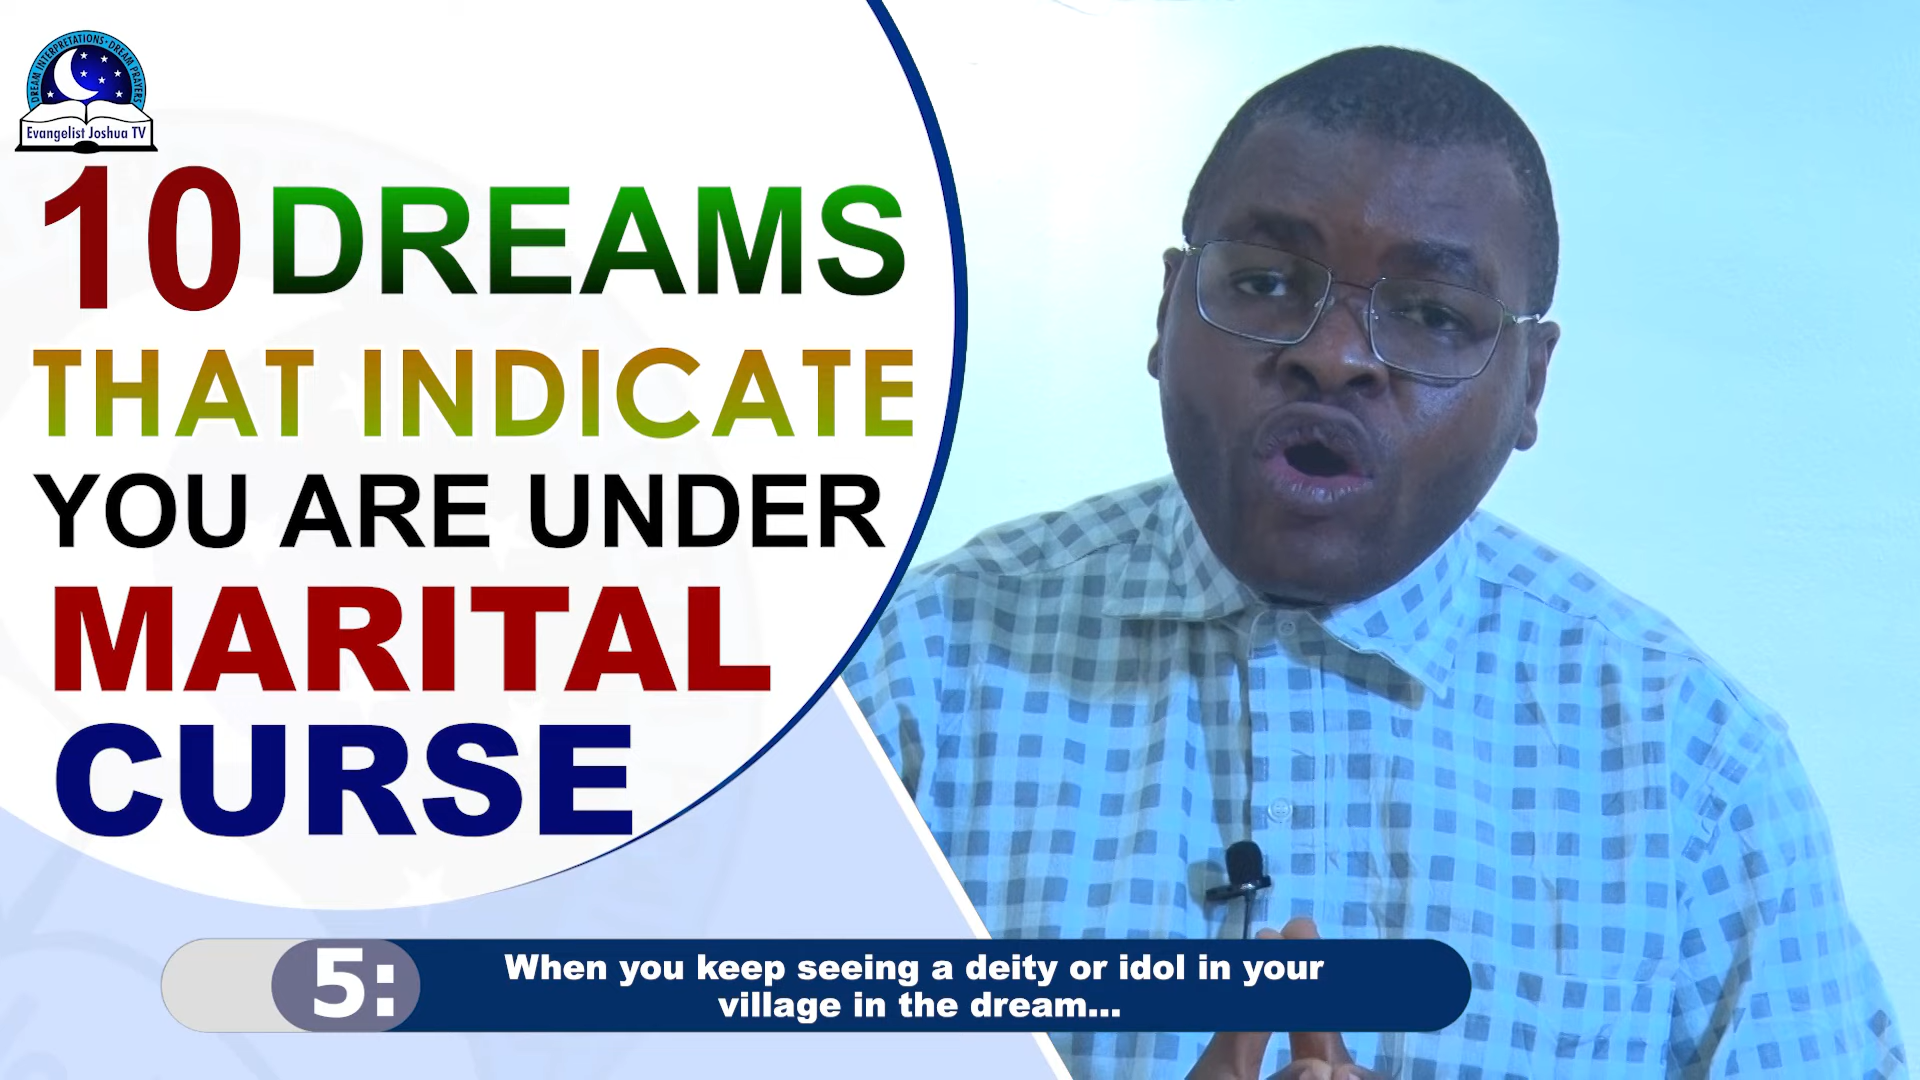 DREAM INTERPRETATIONS • DREAM PRAYERS
Evangelist Joshua TV
10 DREAMS
THAT INDICATE
YOU ARE UNDER
MARITAL
CURSE
5:
When you keep seeing a deity or idol in your
village in the dream...